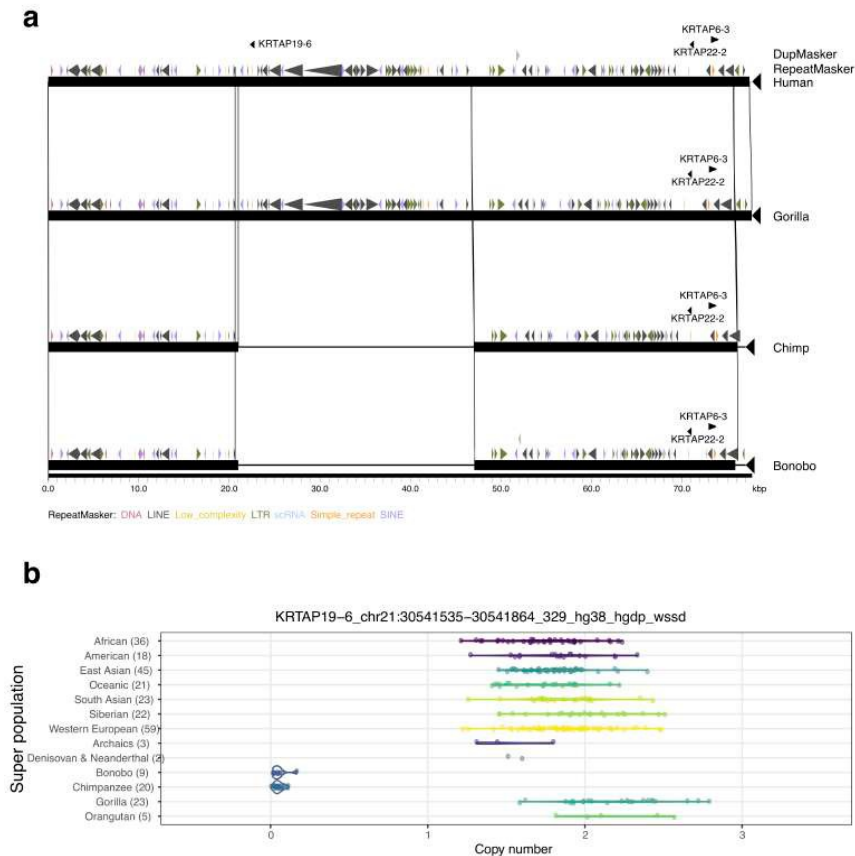 a
KRTAP19-6
KRTAP6-3
KRTAP22-2
DupMasker
RepeatMasker
Human
KRTAP6-3
KRTAP22-2
Gorilla
KRTAP6-3
KRTAP22-2
Chimp
KRTAP6-3
KRTAP22-2
Bonobo
0.0 10.0 20.0 30.0 40.0 50.0 60.0 70.0 kbp
RepeatMasker: DNA LINE Low_complexity LTR scRNA Simple_repeat SINE
b
KRTAP19−6_chr21:30541535−30541864_329_hg38_hgdp_wssd
Super population
African (36)
American (18)
East Asian (45)
Oceanic (21)
South Asian (23)
Siberian (22)
Western European (59)
Archaics (3)
Denisovan & Neanderthal (2)
Bonobo (9)
Chimpanzee (20)
Gorilla (23)
Orangutan (5)
0 1 2 3
Copy number